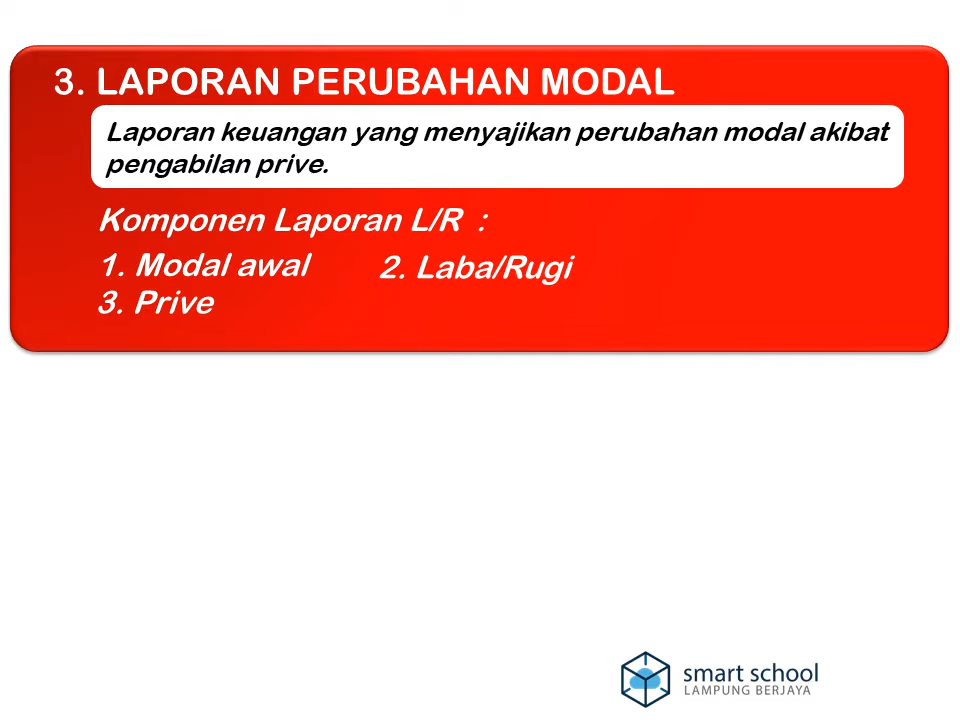 3. LAPORAN PERUBAHAN MODAL
Laporan keuangan yang menyajikan perubahan modal akibat
pengabilan prive.
Komponen Laporan L/R :
1. Modal awal 2. Laba/Rugi
3. Prive
smart school
LAMPUNG BERJAYA